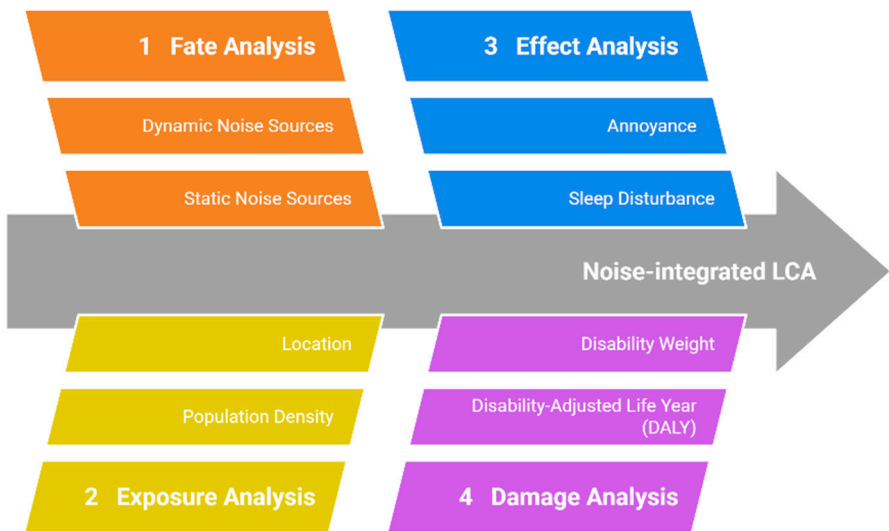 1 Fate Analysis
Dynamic Noise Sources
Static Noise Sources
3 Effect Analysis
Annoyance
Sleep Disturbance
Noise-integrated LCA
Location
Population Density
2 Exposure Analysis
Disability Weight
Disability-Adjusted Life Year
(DALY)
4 Damage Analysis